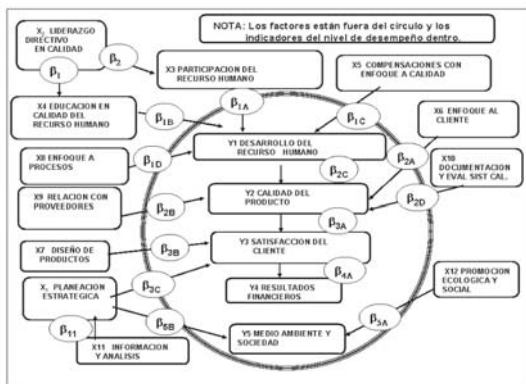 NOTA: Los factores están fuera del círculo y los
indicadores del nivel de desempeño dentro.
X, LIDERAZGO
DIRECTIVO
EN CALIDAD
β1
β2
X3 PARTICIPACION DEL
RECURSO HUMANO
X5 COMPENSACIONES CON
ENFOQUE A CALIDAD
X4 EDUCACION EN
CALIDAD DEL
RECURSO HUMANO
β1B
β1A
β1C
X6 ENFOQUE AL
CLIENTE
X8 ENFOQUE A
PROCESOS
β1D
Y1 DESARROLLO DEL
RECURSO HUMANO
β2A
β2C
X10
DOCUMENTACION
Y EVAL SIST CAL.
X9 RELACION CON
PROVEEDORES
β2B
Y2 CALIDAD DEL
PRODUCTO
β2D
β3A
X7 DISEÑO DE
PRODUCTOS
β3B
Y3 SATISFACCION DEL
CLIENTE
β4A
X, PLANEACIÓN
ESTRATEGICA
β3C
Y4 RESULTADOS
FINANCIEROS
X12 PROMOCION
ECOLOGICA Y
SOCIAL
β11
β5B
Y5 MEDIO AMBIENTE Y
SOCIEDAD
β5A
X11 INFORMACION
Y ANALISIS